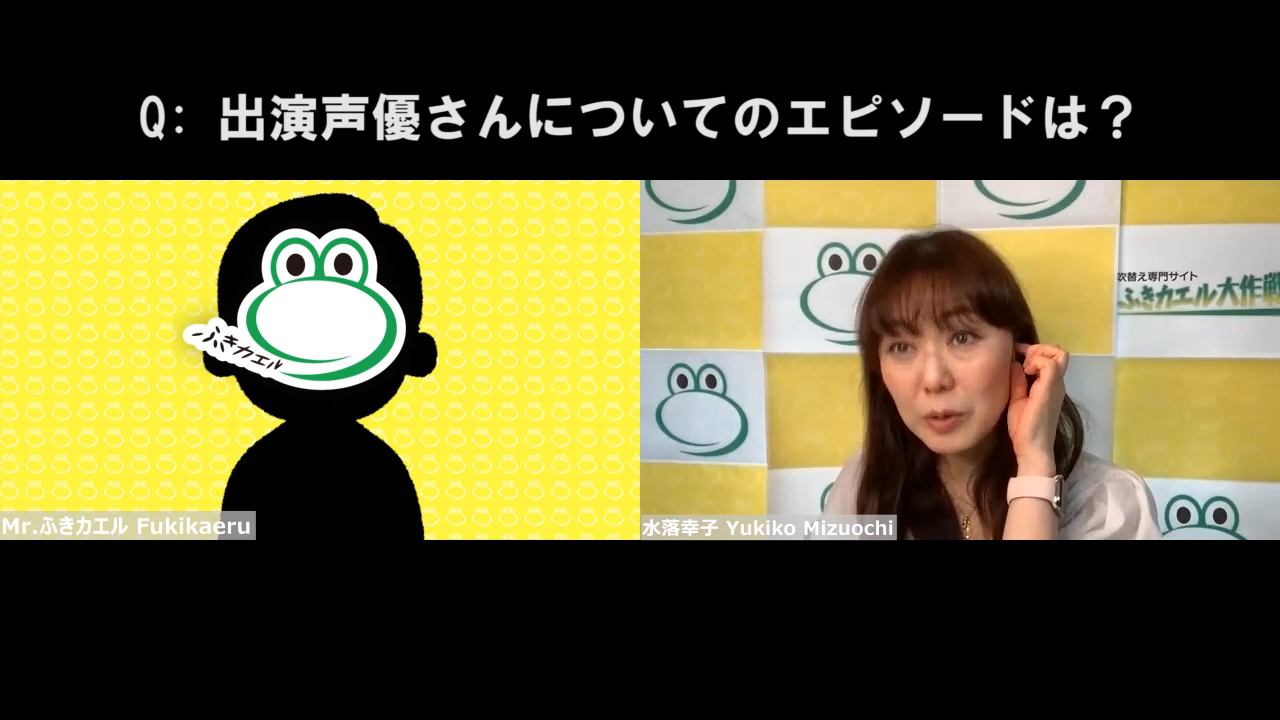 Q: 出演声優さんについてのエピソードは？
ふきカエル
吹替え専門サイト
ふきカエル大作戦
Mr.ふきカエル Fukikaeru
水落幸子 Yukiko Mizuochi